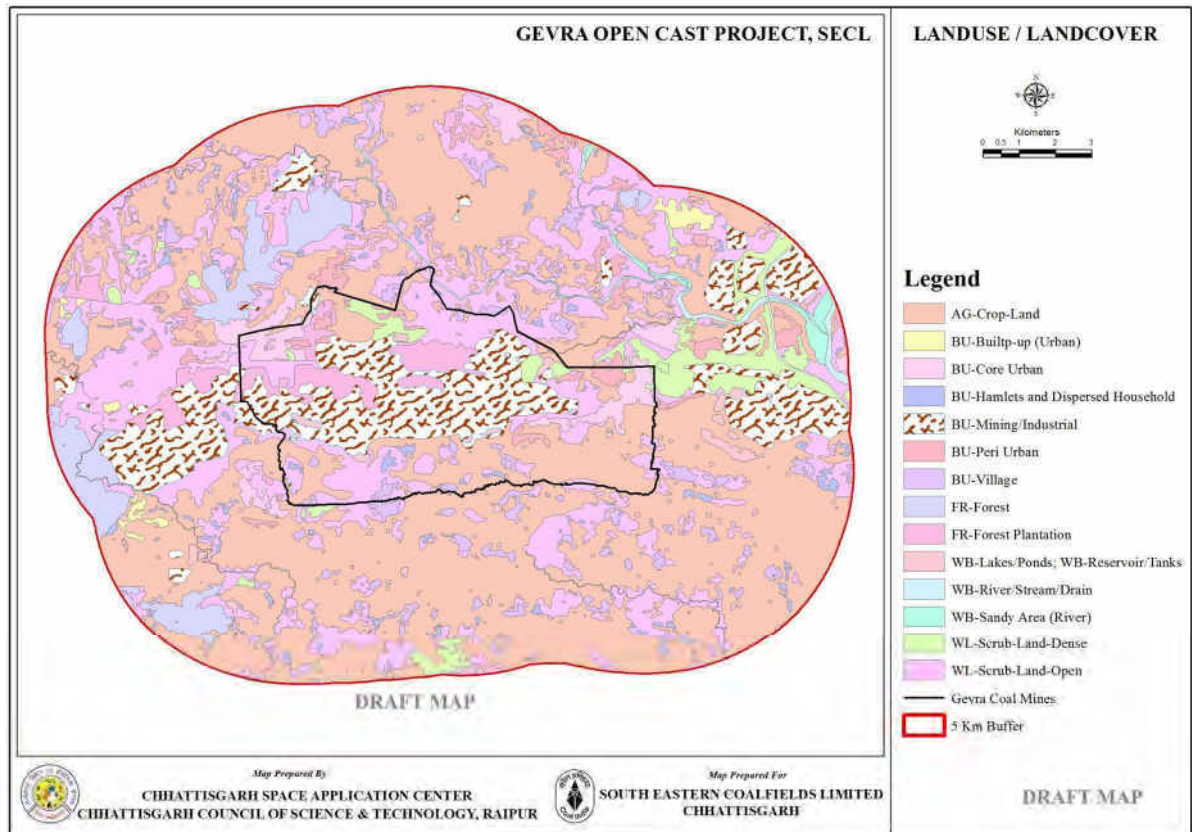 GEVRA OPEN CAST PROJECT, SECL
DRAFT MAP
LANDUSE / LANDCOVER
N
W E
S
Kilometers
0 0.5 1 2 3
Legend
AG-Crop-Land
BU-Builtp-up (Urban)
BU-Core Urban
BU-Hamlets and Dispersed Household
BU-Mining/Industrial
BU-Peri Urban
BU-Village
FR-Forest
FR-Forest Plantation
WB-Lakes/Ponds; WB-Reservoir/Tanks
WB-River/Stream/Drain
WB-Sandy Area (River)
WL-Scrub-Land-Dense
WL-Scrub-Land-Open
Gevra Coal Mines
5 Km Buffer
DRAFT MAP
Map Prepared By
CHHATTISGARH SPACE APPLICATION CENTER
CHHATTISGARH COUNCIL OF SCIENCE & TECHNOLOGY, RAIPUR
Coal India
Map Prepared For
SOUTH EASTERN COALFIELDS LIMITED
CHHATTISGARH